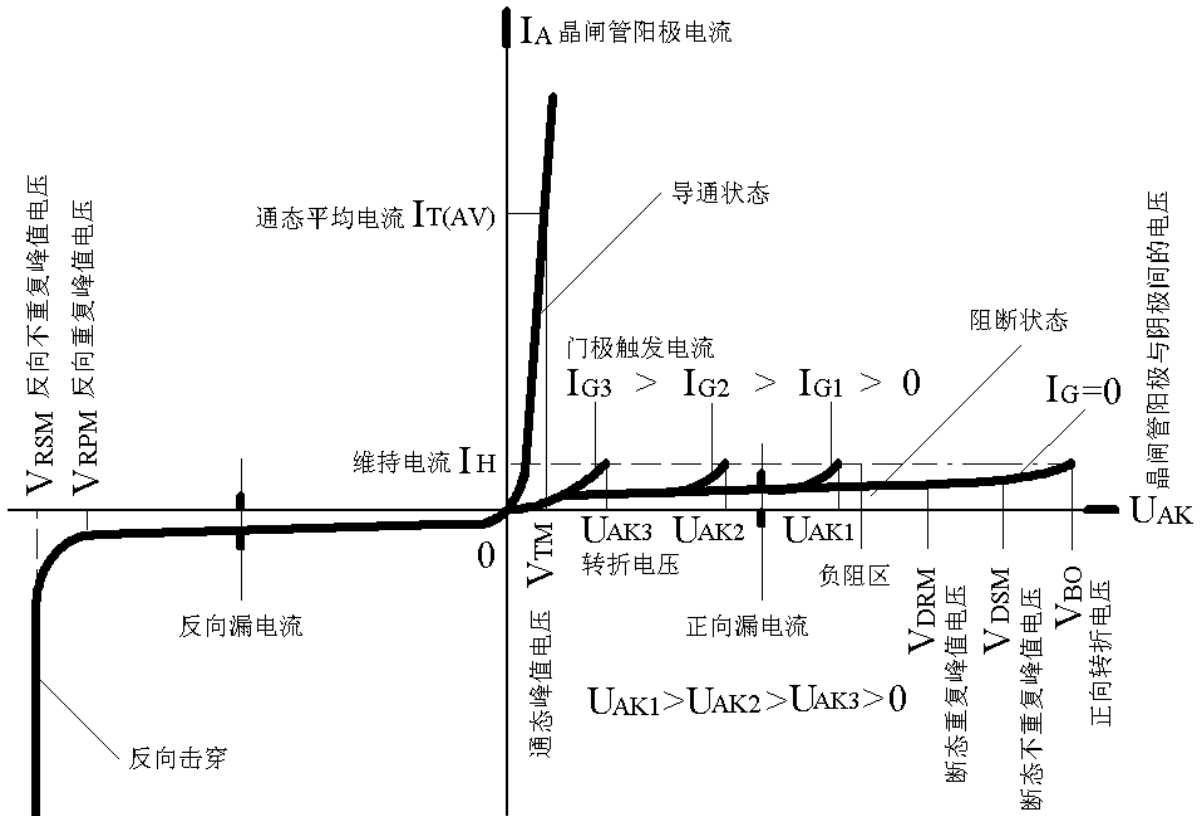 IA 晶闸管阳极电流
通态平均电流 IT(AV)
导通状态
VRSM 反向不重复峰值电压
VRPM 反向重复峰值电压
晶闸管阳极与阴极间的电压
阻断状态
门极触发电流
IG3 > IG2 > IG1 > 0
IG=0
维持电流 IH
UAK
0
VTM
通态峰值电压
UAK3
UAK2
UAK1
转折电压
负阻区
VDRM
断态重复峰值电压
VDSM
断态不重复峰值电压
VBO
正向转折电压
反向漏电流
正向漏电流
UAK1>UAK2>UAK3>0
反向击穿